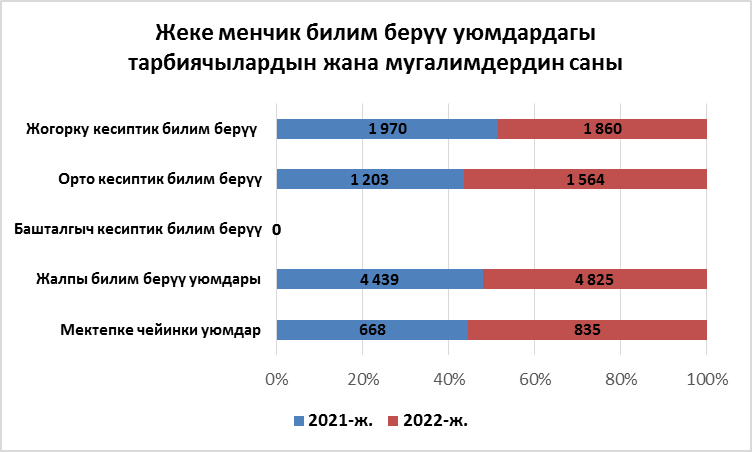 Жеке менчик билим берүү уюмдардагы
тарбиячылардын жана мугалимдердин саны
Жогорку кесиптик билим берүү 1 970 1 860
Орто кесиптик билим берүү 1 203 1 564
Башталгыч кесиптик билим берүү 0
Жалпы билим берүү уюмдары 4 439 4 825
Мектепке чейинки уюмдар 668 835
0% 20% 40% 60% 80% 100%
2021-ж. 2022-ж.